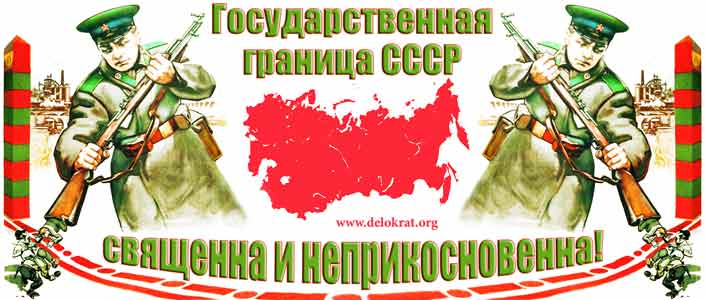 Государственная
граница СССР
www.delokrat.org
священна и неприкосновенна!